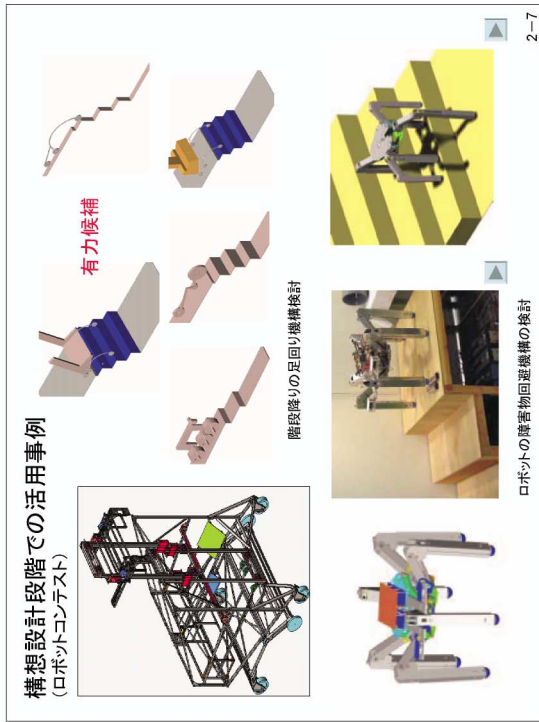 構想設計段階での活用事例
(ロボットコンテスト)
有力候補
階段降りの足回り機構検討
ロボットの障害物回避機構の検討
2－7